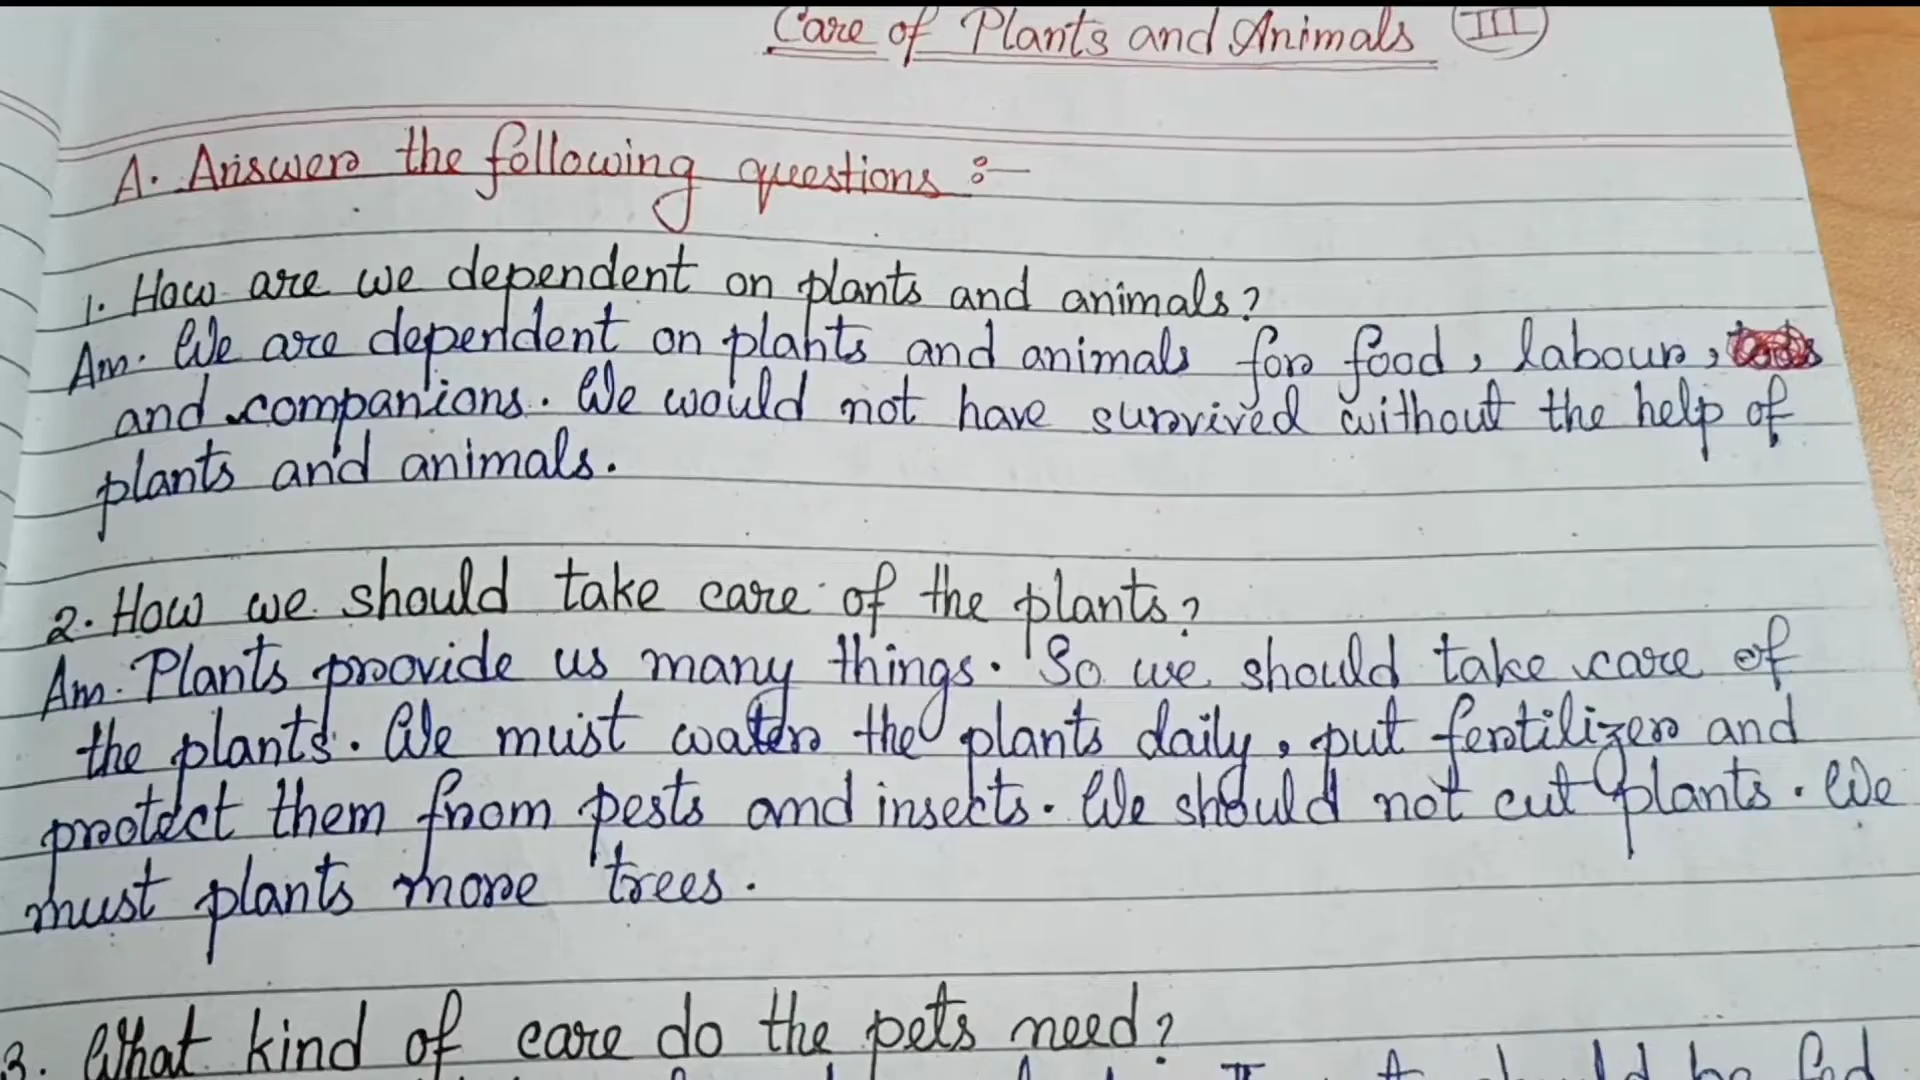 Care of Plants and Animals III
A. Answer the following questions :-
1. How are we dependent on plants and animals?
Ans. We are dependent on plants and animals for food, labour,
and companions. We would not have survived without the help of
plants and animals.
2. How we should take care of the plants?
Ans. Plants provide us many things. So we should take care of
the plants. We must water the plants daily, put fertilizer and
protect them from pests and insects. We should not cut plants. We
must plants more trees.
3. What kind of care do the pets need?
should be fed